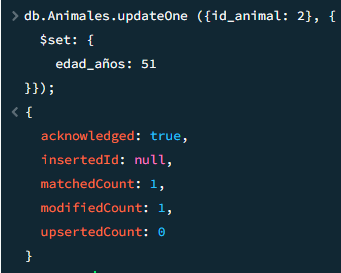 > db.Animales.updateOne ({id_animal: 2}, {
$set: {
edad_años: 51
}});
< {
acknowledged: true,
insertedId: null,
matchedCount: 1,
modifiedCount: 1,
upsertedCount: 0
}